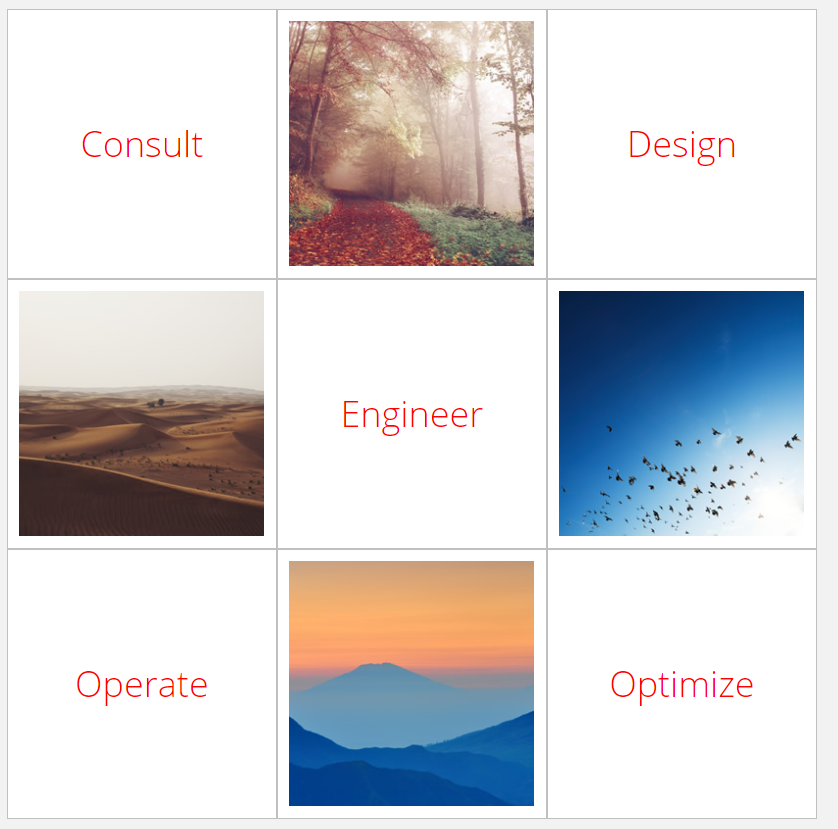 Consult
Design
Engineer
Operate
Optimize